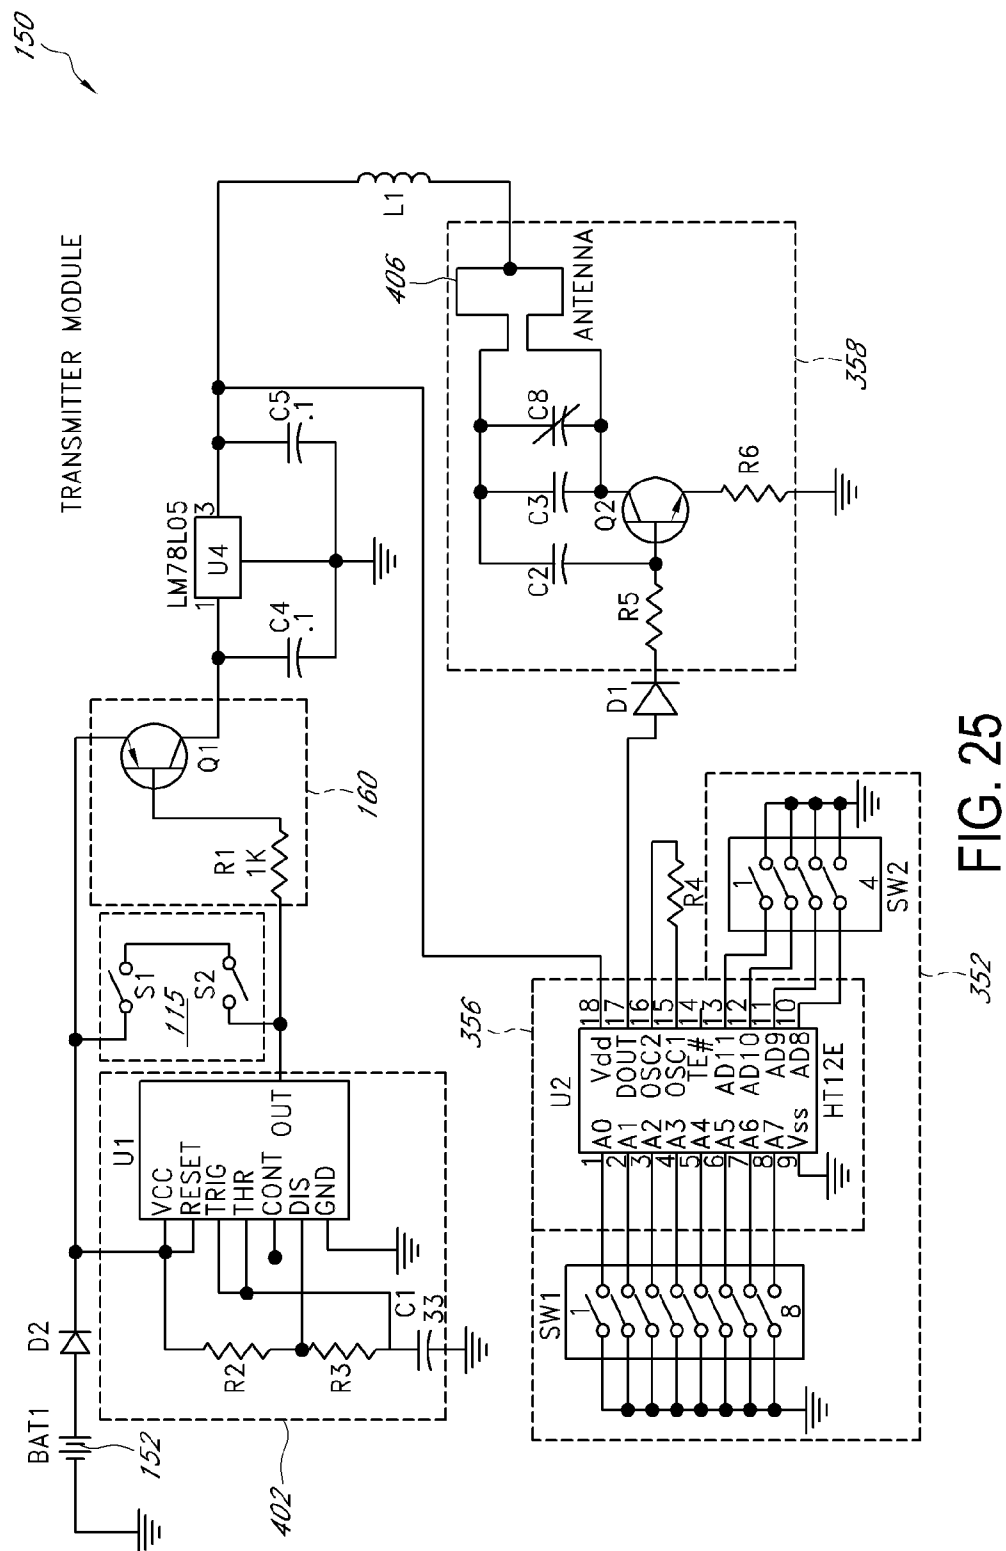 150
TRANSMITTER MODULE
BAT1
152
D2
402
U1
VCC
RESET
TRIG
THR
CONT
DIS
GND
OUT
R2
R3
C1
33
S1
S2
115
R1
1K
Q1
160
LM78L05
1
U4
3
C4
.1
C5
.1
L1
406
ANTENNA
C2
C3
C8
Q2
R5
R6
358
D1
356
U2
1 A0
2 A1
3 A2
4 A3
5 A4
6 A5
7 A6
8 A7
9 Vss
Vdd 18
DOUT 17
OSC2 16
OSC1 15
TE# 14
AD11 13
AD10 12
AD9 11
AD8 10
HT12E
R4
SW1
1
8
SW2
1
4
352
FIG. 25